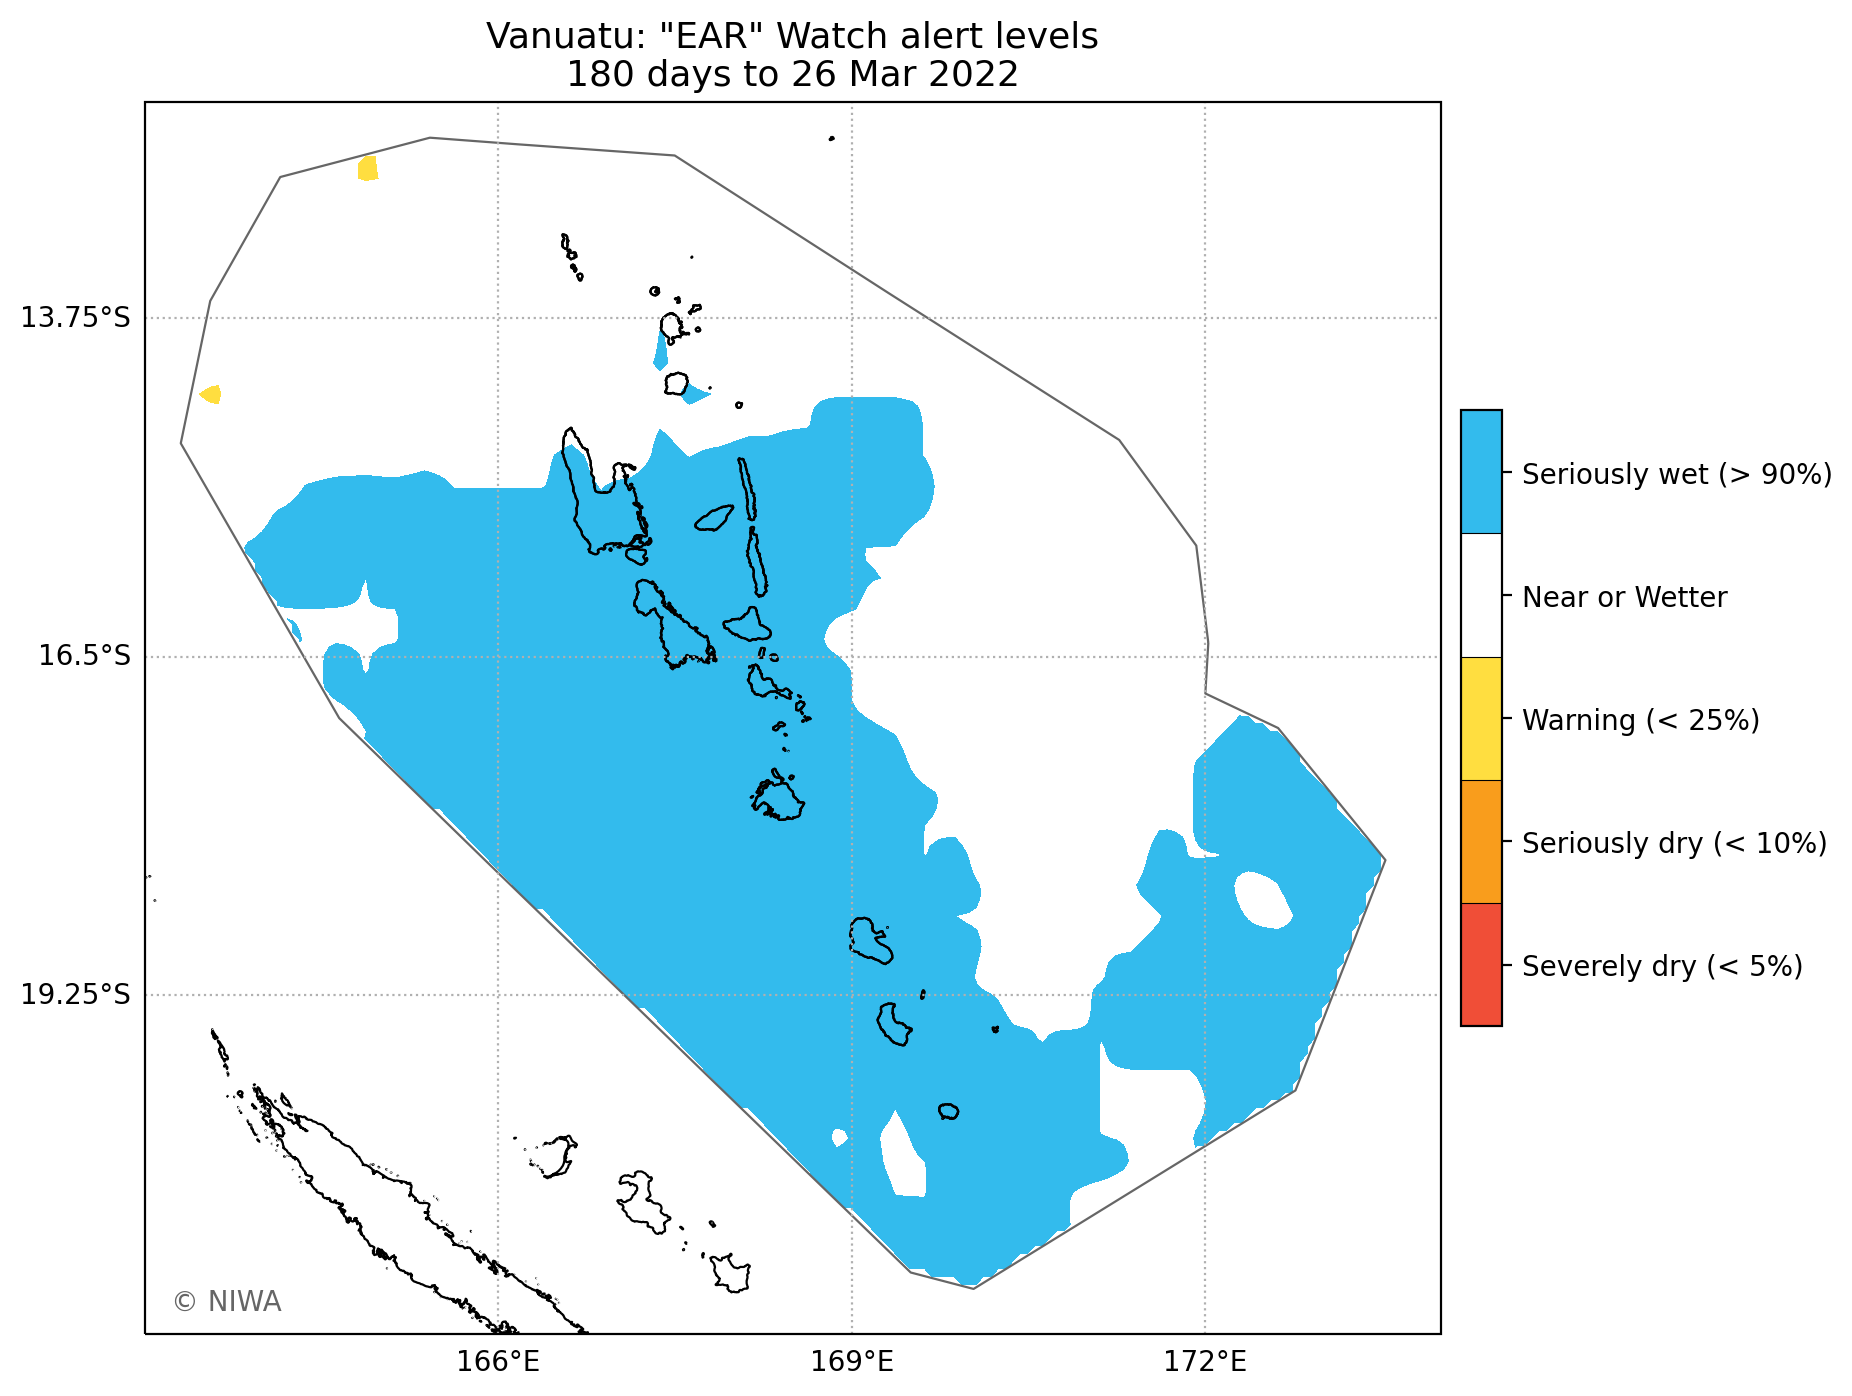 Vanuatu: "EAR" Watch alert levels
180 days to 26 Mar 2022
13.75°S
16.5°S
19.25°S
166°E
169°E
172°E
Seriously wet (> 90%)
Near or Wetter
Warning (< 25%)
Seriously dry (< 10%)
Severely dry (< 5%)
© NIWA